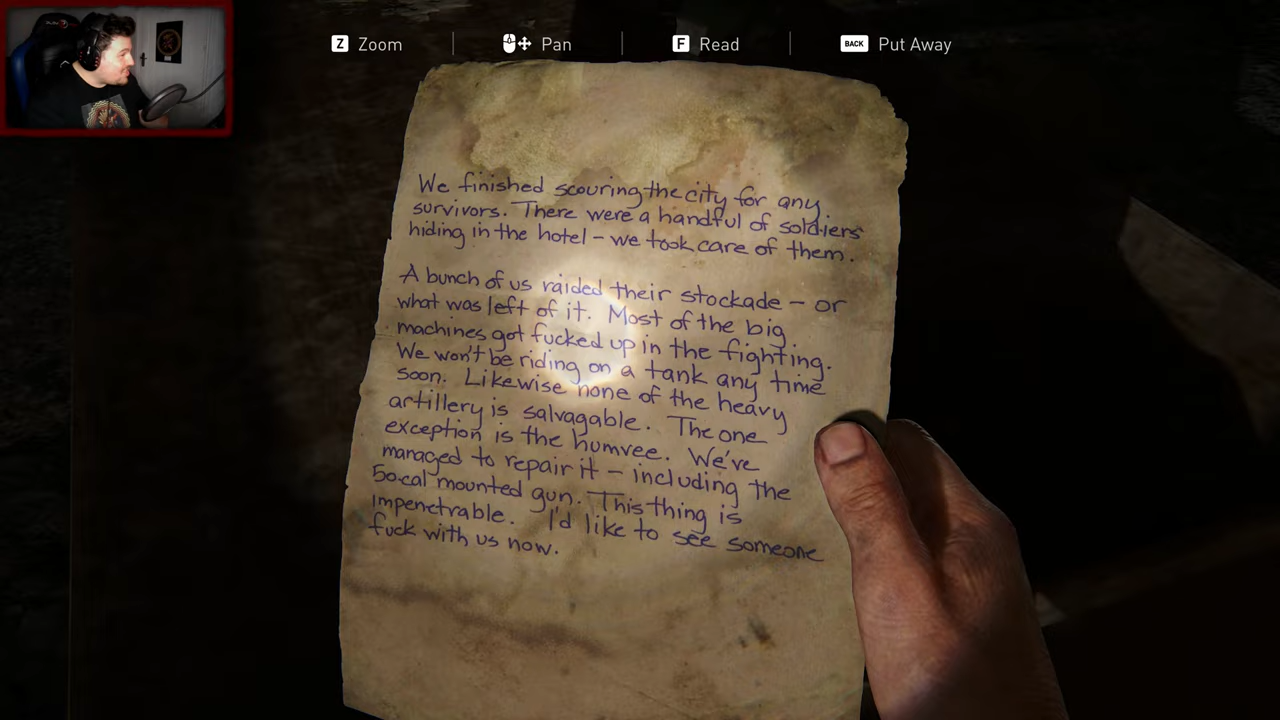 Z Zoom
Pan
F Read
BACK Put Away
We finished scouring the city for any
survivors. There were a handful of soldiers
hiding in the hotel – we took care of them.
A bunch of us raided their stockade – or
what was left of it. Most of the big
machines got fucked up in the fighting.
We won't be riding on a tank any time
soon. Likewise none of the heavy
artillery is salvagable. The one
exception is the humvee. We've
managed to repair it – including the
50-cal mounted gun. This thing is
impenetrable. I'd like to see someone
fuck with us now.